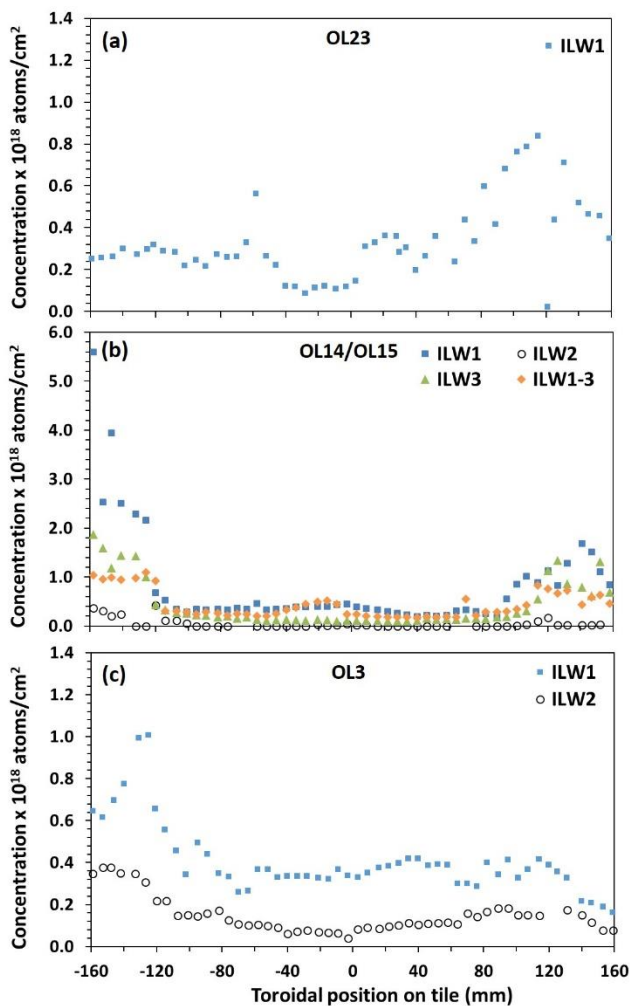 (a) OL23 ILW1
Concentration x 10¹⁸ atoms/cm²
1.4
1.2
1.0
0.8
0.6
0.4
0.2
0.0
(b) OL14/OL15
ILW1 ILW2
ILW3 ILW1-3
Concentration x 10¹⁸ atoms/cm²
6.0
5.0
4.0
3.0
2.0
1.0
0.0
(c) OL3 ILW1
ILW2
Concentration x 10¹⁸ atoms/cm²
1.4
1.2
1.0
0.8
0.6
0.4
0.2
0.0
-160 -120 -80 -40 0 40 80 120 160
Toroidal position on tile (mm)